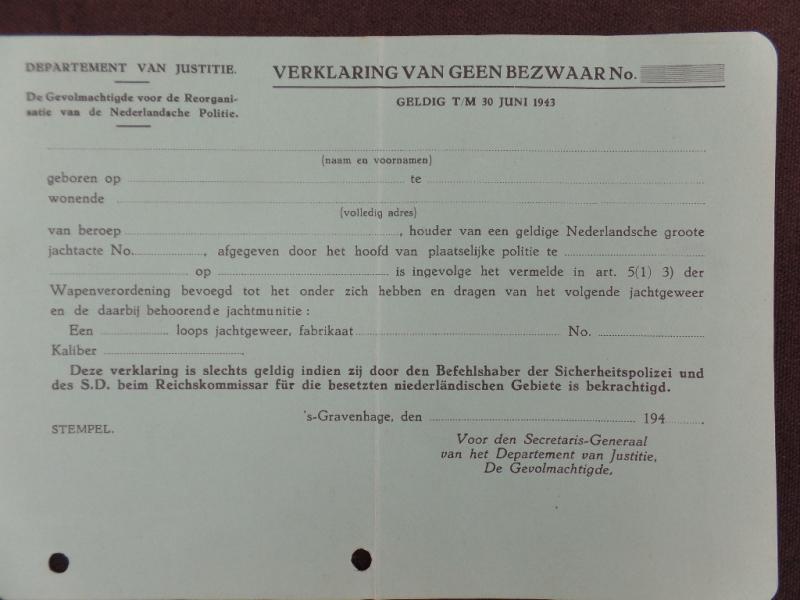 DEPARTEMENT VAN JUSTITIE.
De Gevolmachtigde voor de Reorgani-
satie van de Nederlandsche Politie.
VERKLARING VAN GEEN BEZWAAR No.
GELDIG T/M 30 JUNI 1943
(naam en voornamen)
geboren op te
wonende
(volledig adres)
van beroep , houder van een geldige Nederlandsche groote
jachtacte No. , afgegeven door het hoofd van plaatselijke politie te
op is ingevolge het vermelde in art. 5(1) 3) der
Wapenverordening bevoegd tot het onder zich hebben en dragen van het volgende jachtgeweer
en de daarbij behoorende jachtmunitie :
Een loops jachtgeweer, fabrikaat No.
Kaliber .
Deze verklaring is slechts geldig indien zij door den Befehlshaber der Sicherheitspolizei und
des S.D. beim Reichskommissar für die besetzten niederländischen Gebiete is bekrachtigd.
's-Gravenhage, den 194 .
STEMPEL.
Voor den Secretaris-Generaal
van het Departement van Justitie,
De Gevolmachtigde,